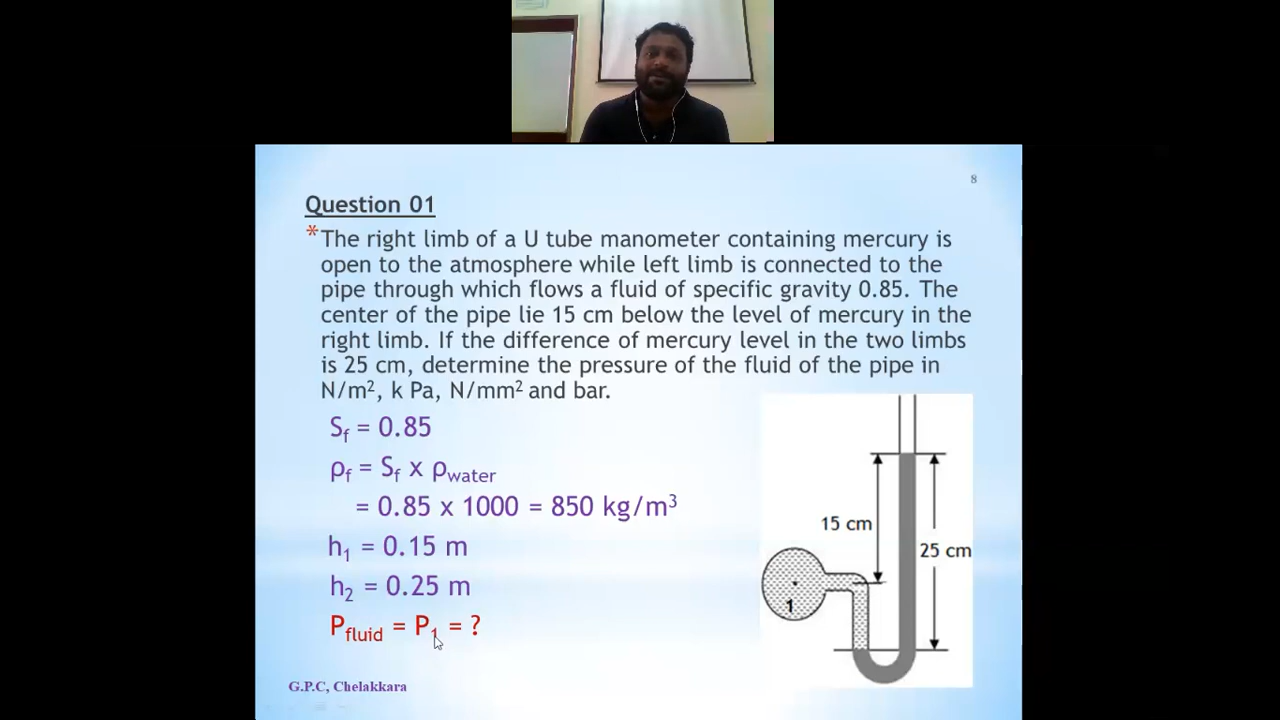 8
Question 01
*The right limb of a U tube manometer containing mercury is
open to the atmosphere while left limb is connected to the
pipe through which flows a fluid of specific gravity 0.85. The
center of the pipe lie 15 cm below the level of mercury in the
right limb. If the difference of mercury level in the two limbs
is 25 cm, determine the pressure of the fluid of the pipe in
N/m², k Pa, N/mm² and bar.
S_f = 0.85
ρ_f = S_f x ρ_water
= 0.85 x 1000 = 850 kg/m³
h₁ = 0.15 m
h₂ = 0.25 m
P_fluid = P₁ = ?
15 cm
25 cm
1
G.P.C, Chelakkara